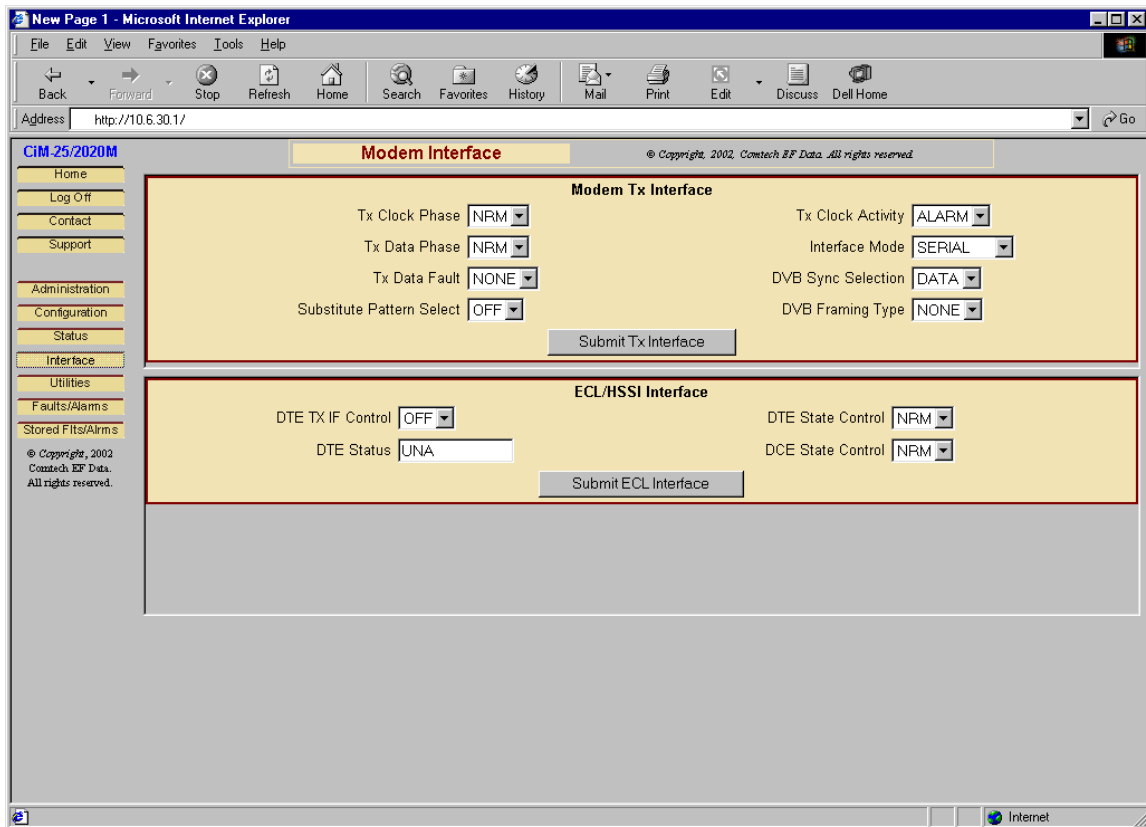 New Page 1 - Microsoft Internet Explorer
File Edit View Favorites Tools Help
Back Forward Stop Refresh Home Search Favorites History Mail Print Edit Discuss Dell Home
Address http://10.6.30.1/ Go
CiM-25/2020M
Home
Log Off
Contact
Support
Administration
Configuration
Status
Interface
Utilities
Faults/Alarms
Stored Flts/Alrms
© Copyright, 2002
Comtech EF Data.
All rights reserved.
Modem Interface © Copyright, 2002, Comtech EF Data. All rights reserved.
Modem Tx Interface
Tx Clock Phase NRM Tx Clock Activity ALARM
Tx Data Phase NRM Interface Mode SERIAL
Tx Data Fault NONE DVB Sync Selection DATA
Substitute Pattern Select OFF DVB Framing Type NONE
Submit Tx Interface
ECL/HSSI Interface
DTE TX IF Control OFF DTE State Control NRM
DTE Status UNA DCE State Control NRM
Submit ECL Interface
Internet